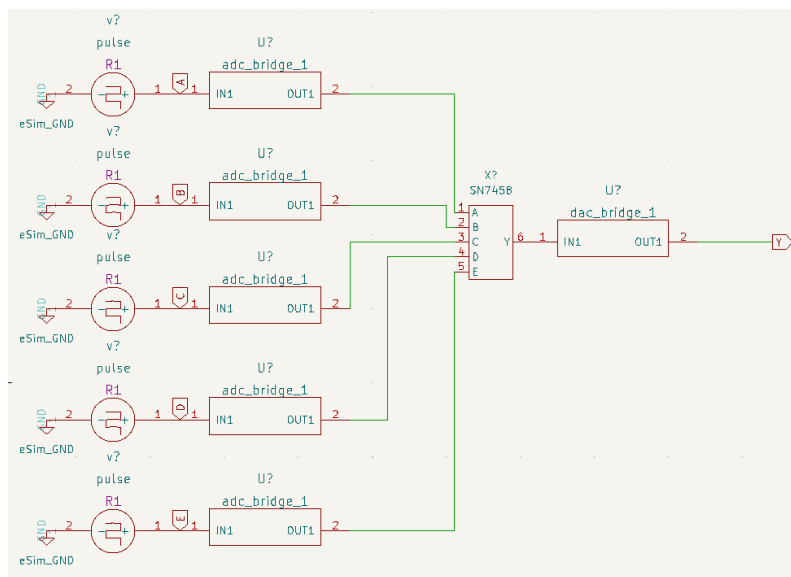 v?
pulse
R1
U?
adc_bridge_1
GND
2
1
A
1
IN1
OUT1
2
eSim_GND
v?
pulse
R1
U?
adc_bridge_1
GND
2
1
B
1
IN1
OUT1
2
eSim_GND
v?
pulse
R1
U?
adc_bridge_1
GND
2
1
C
1
IN1
OUT1
2
eSim_GND
v?
pulse
R1
U?
adc_bridge_1
GND
2
1
D
1
IN1
OUT1
2
eSim_GND
v?
pulse
R1
U?
adc_bridge_1
GND
2
1
E
1
IN1
OUT1
2
eSim_GND
X?
SN745B
1 A
2 B
3 C
4 D
5 E
Y 6
U?
dac_bridge_1
1
IN1
OUT1
2
Y